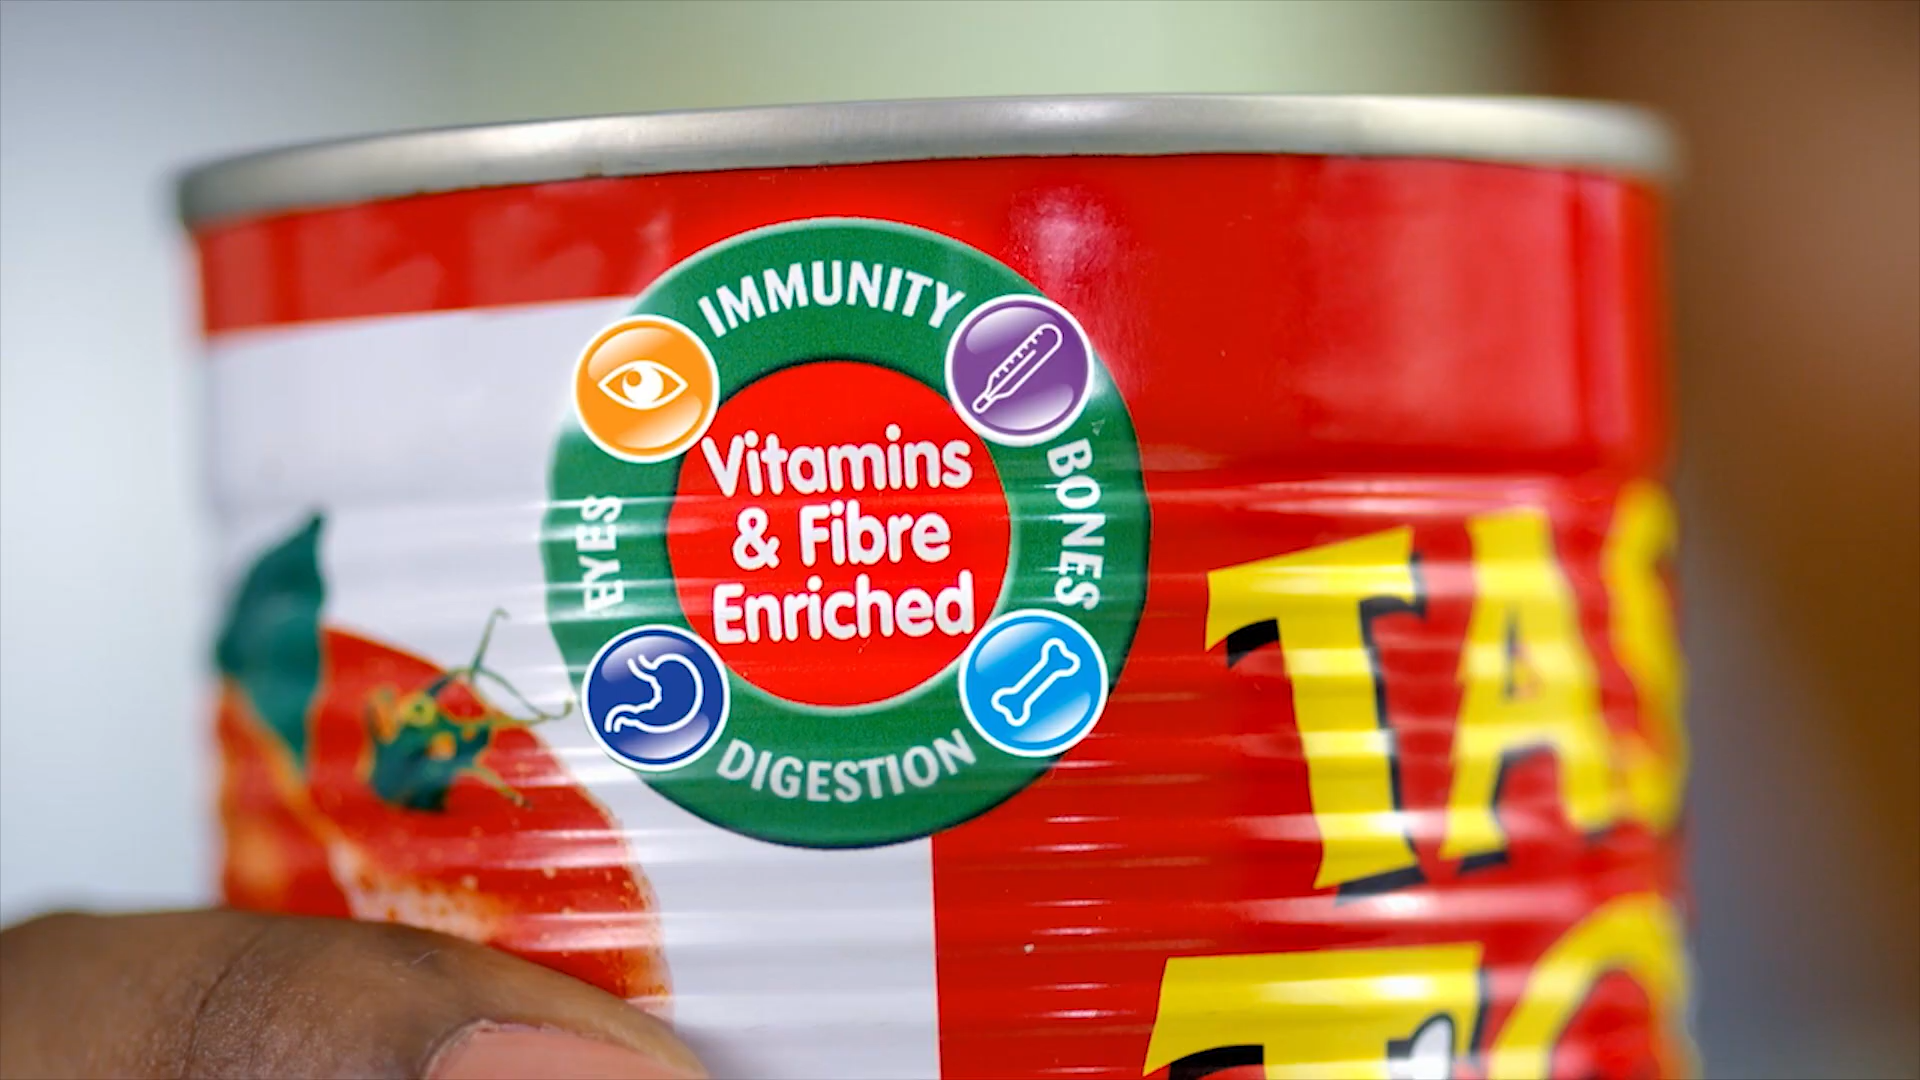 IMMUNITY
EYES
BONES
DIGESTION
Vitamins
& Fibre
Enriched